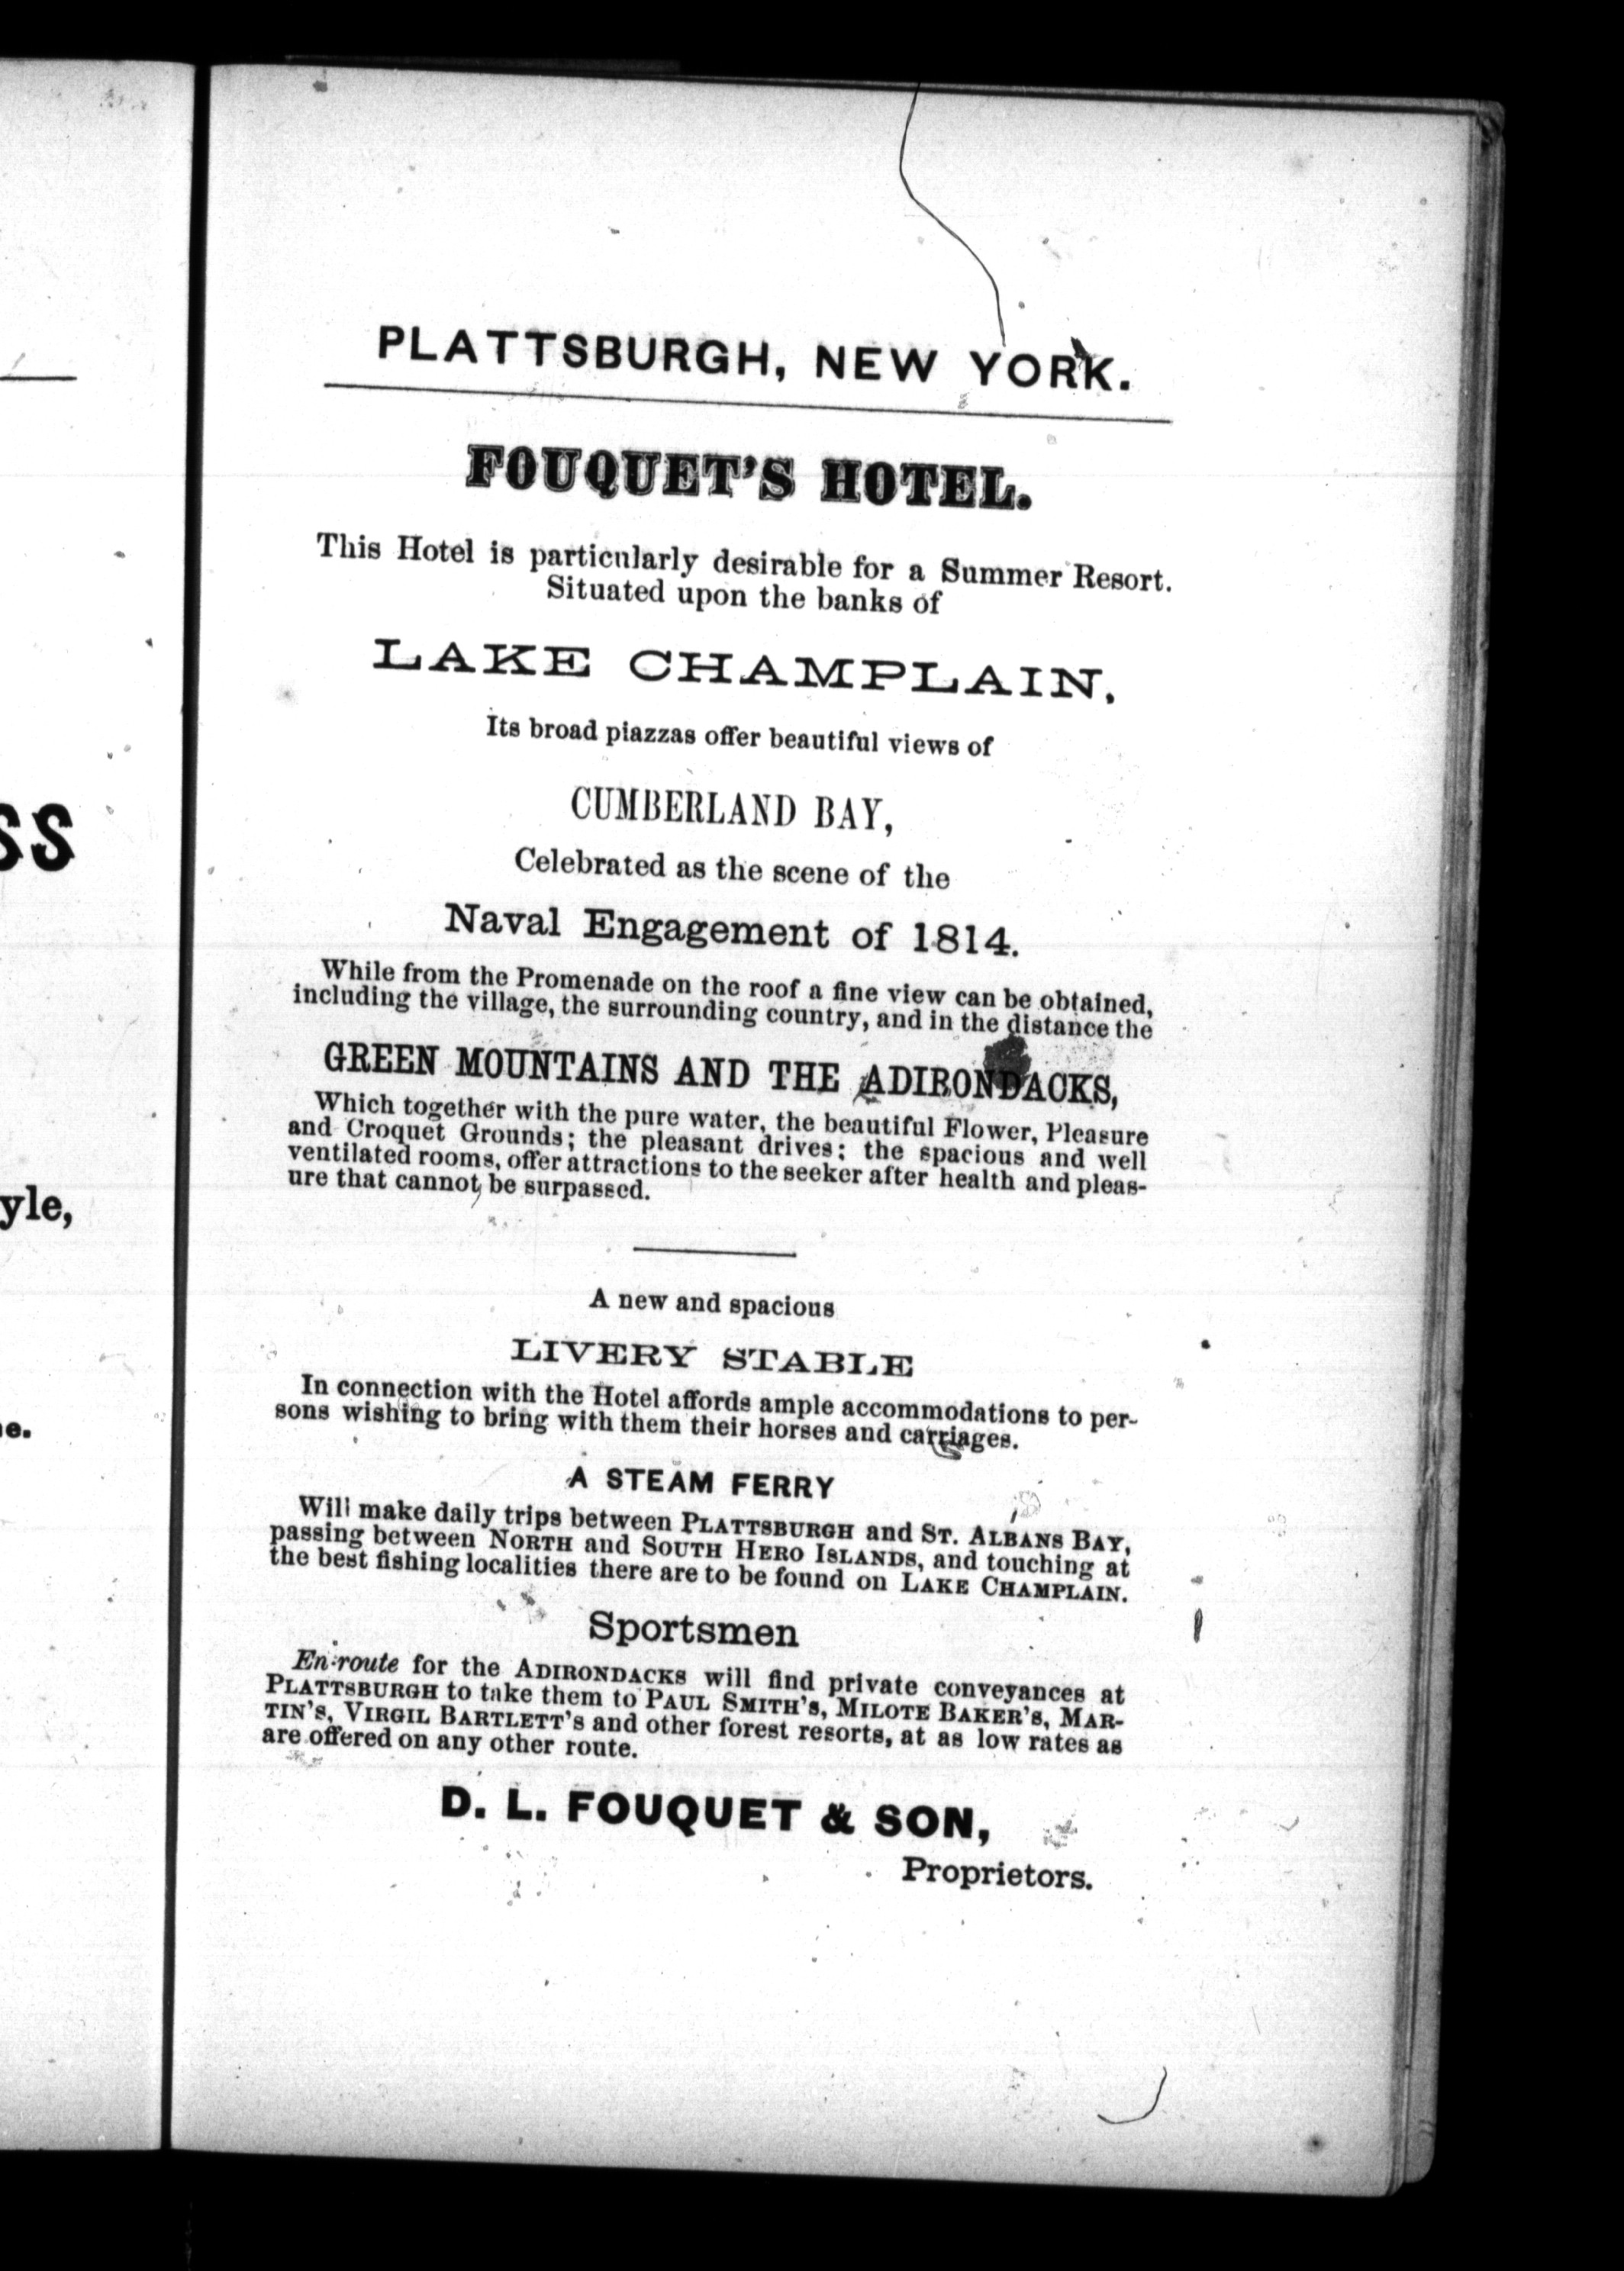 PLATTSBURGH, NEW YORK.
FOUQUET'S HOTEL.
This Hotel is particularly desirable for a Summer Resort.
Situated upon the banks of
LAKE CHAMPLAIN.
Its broad piazzas offer beautiful views of
CUMBERLAND BAY,
Celebrated as the scene of the
Naval Engagement of 1814.
While from the Promenade on the roof a fine view can be obtained,
including the village, the surrounding country, and in the distance the
GREEN MOUNTAINS AND THE ADIRONDACKS,
Which together with the pure water, the beautiful Flower, Pleasure
and Croquet Grounds; the pleasant drives; the spacious and well
ventilated rooms, offer attractions to the seeker after health and pleas-
ure that cannot be surpassed.
A new and spacious
LIVERY STABLE
In connection with the Hotel affords ample accommodations to per-
sons wishing to bring with them their horses and carriages.
A STEAM FERRY
Will make daily trips between PLATTSBURGH and ST. ALBANS BAY,
passing between NORTH and SOUTH HERO ISLANDS, and touching at
the best fishing localities there are to be found on LAKE CHAMPLAIN.
Sportsmen
En-route for the ADIRONDACKS will find private conveyances at
PLATTSBURGH to take them to PAUL SMITH'S, MILOTE BAKER'S, MAR-
TIN'S, VIRGIL BARTLETT'S and other forest resorts, at as low rates as
are offered on any other route.
D. L. FOUQUET & SON,
Proprietors.